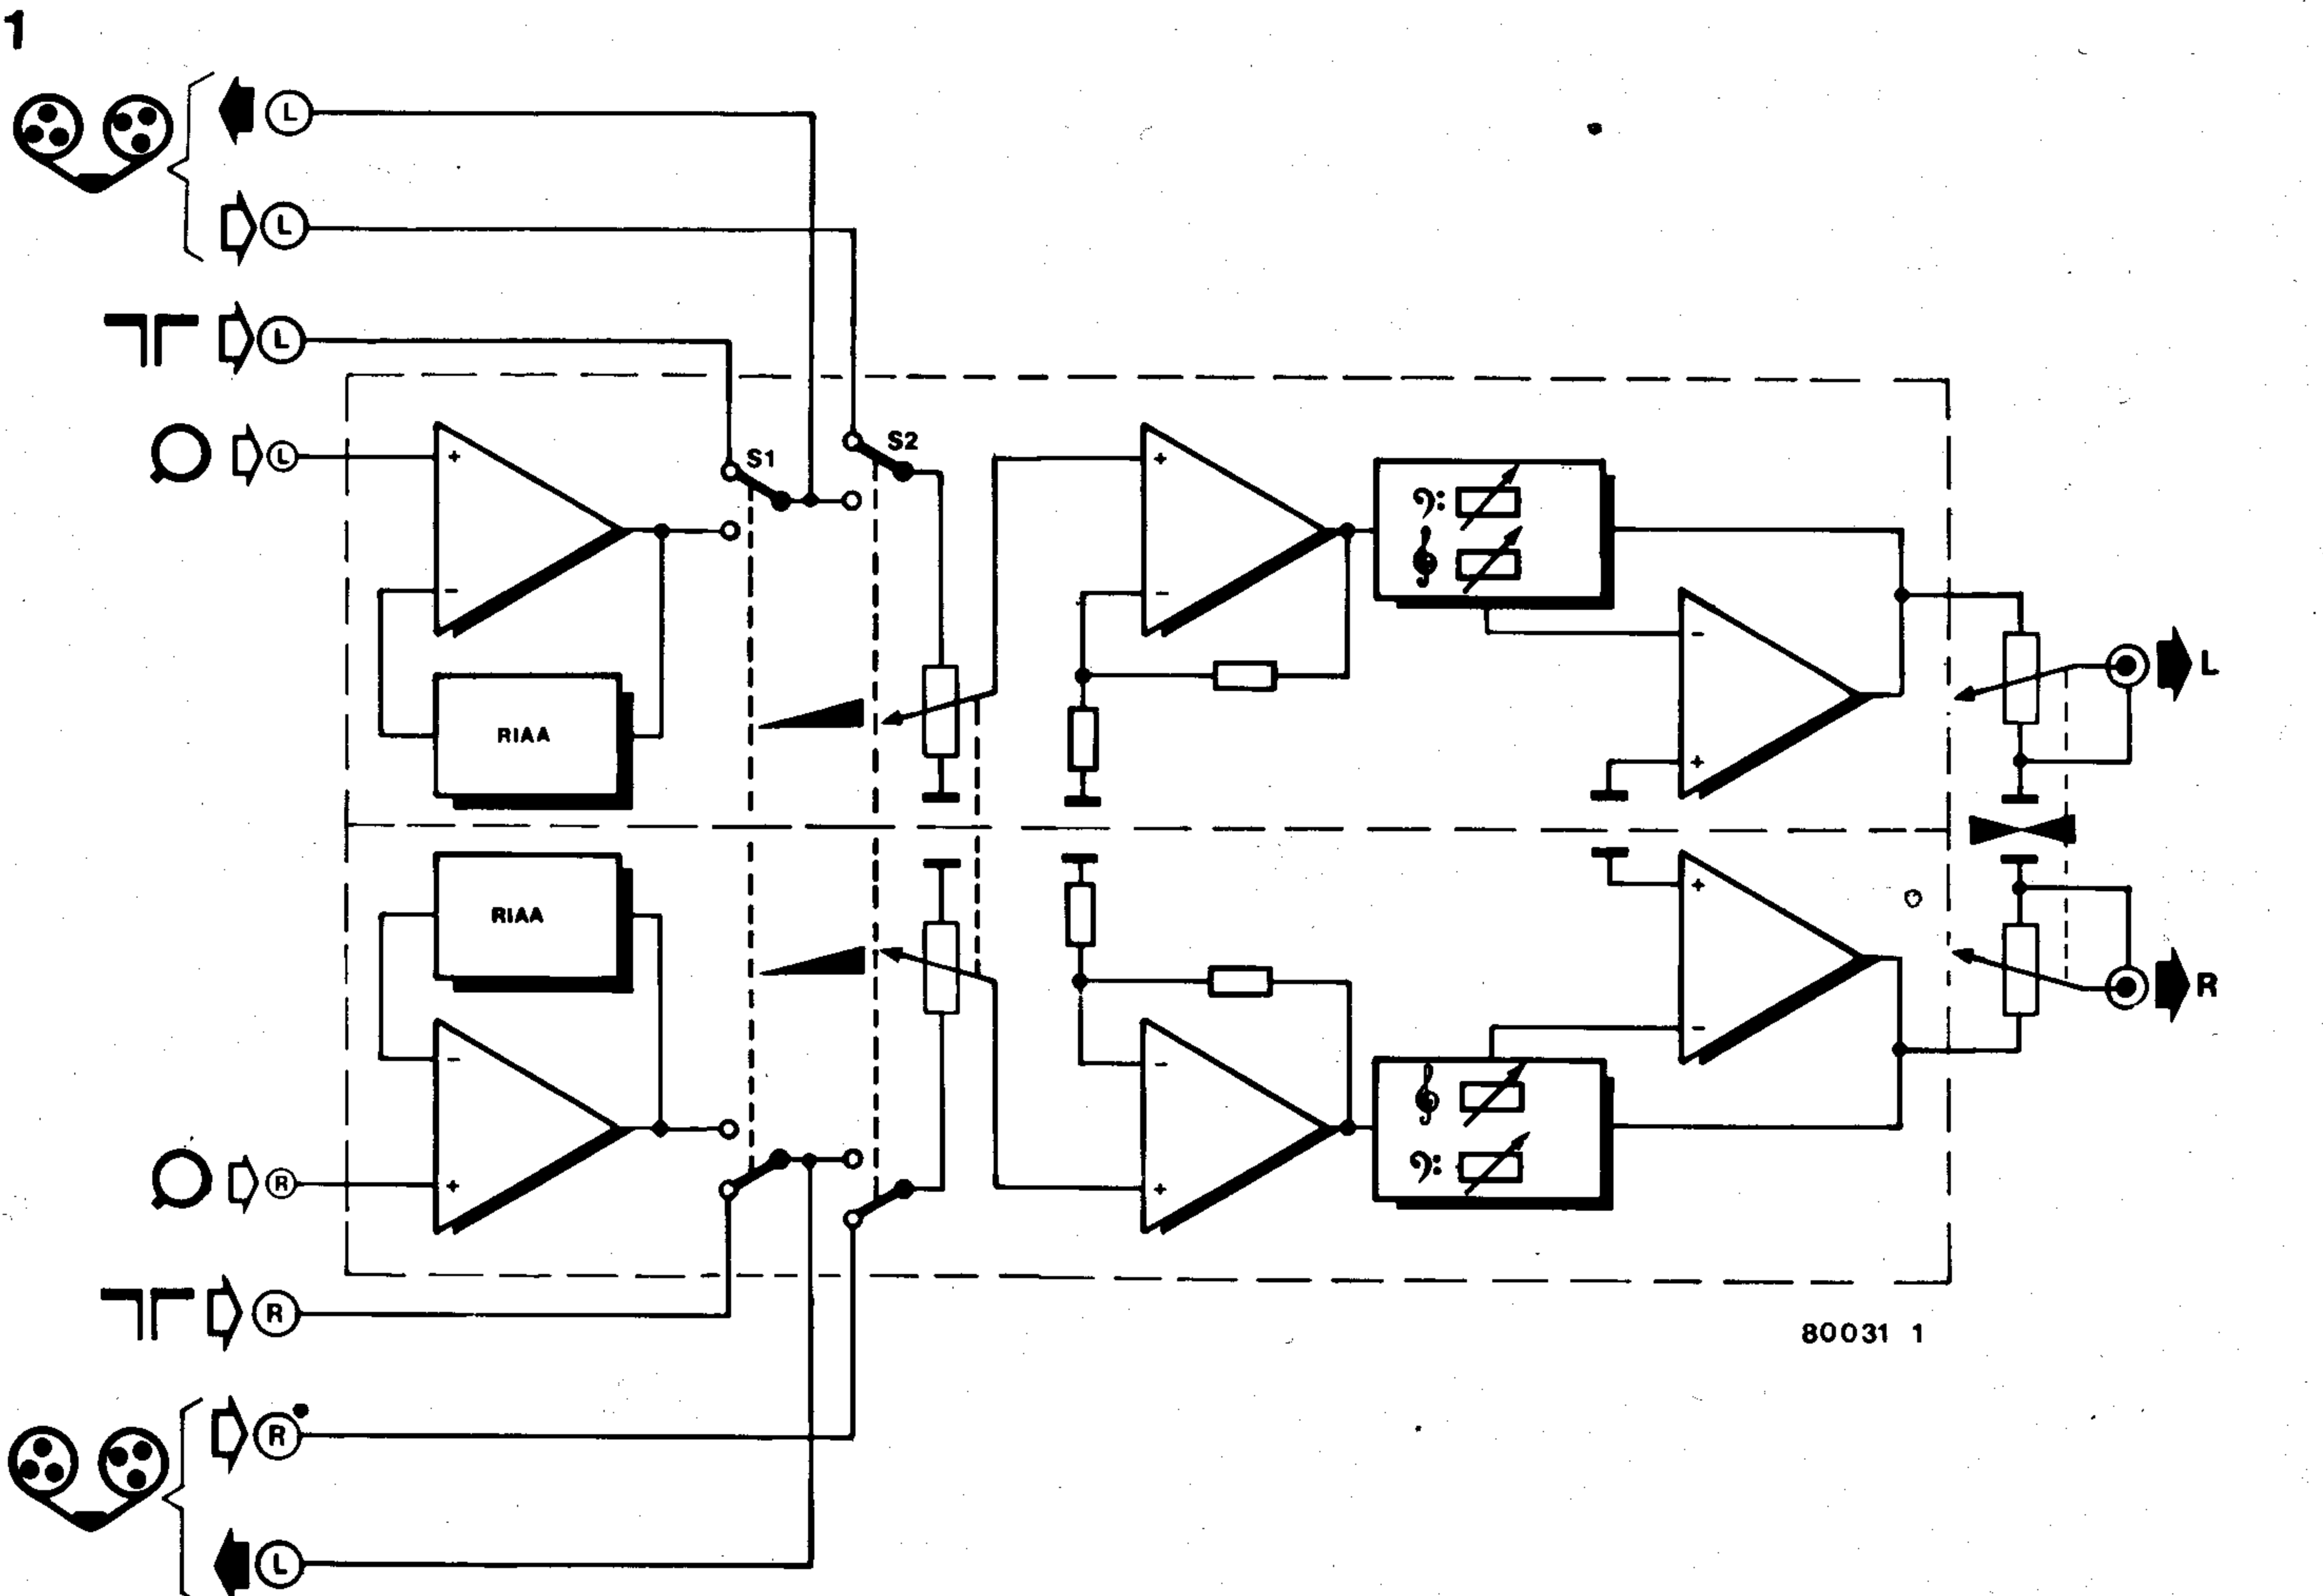 1
L
L
L
L
+
S1
S2
+
-
-
-
RIAA
+
L
RIAA
+
R
-
-
-
R
+
+
R
80031 1
R
L